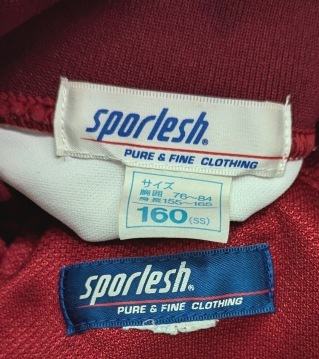 sporlesh®
PURE & FINE CLOTHING
サイズ
胸囲 76~84
身長 155~165
160(SS)
sporlesh®
PURE & FINE CLOTHING